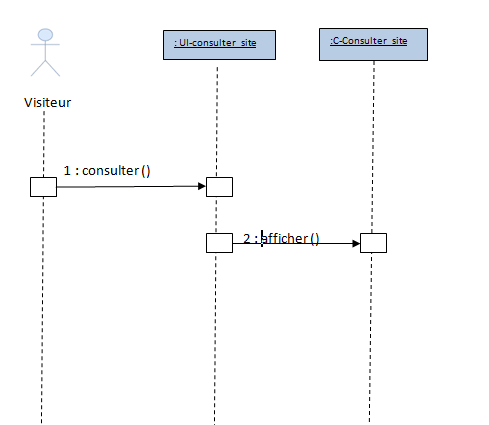 : UI-consulter site
:C-Consulter site
Visiteur
1 : consulter()
2 : afficher()